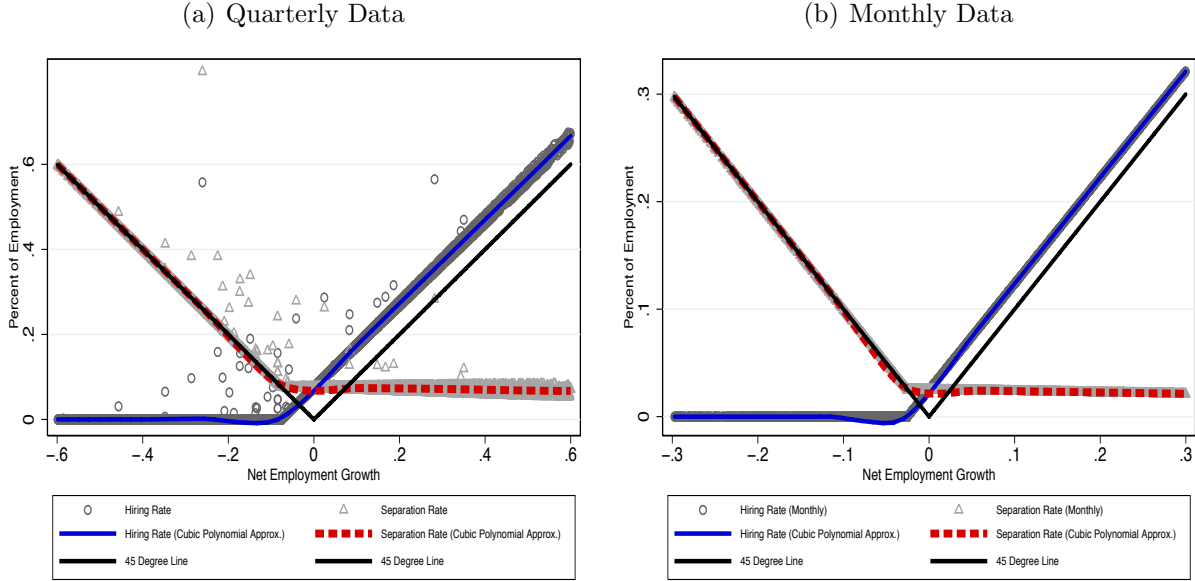 (a) Quarterly Data
Percent of Employment
0
.2
.4
.6
−.6
−.4
−.2
0
.2
.4
.6
Net Employment Growth
Hiring Rate
Separation Rate
Hiring Rate (Cubic Polynomial Approx.)
Separation Rate (Cubic Polynomial Approx.)
45 Degree Line
45 Degree Line
(b) Monthly Data
Percent of Employment
0
.1
.2
.3
−.3
−.2
−.1
0
.1
.2
.3
Net Employment Growth
Hiring Rate (Monthly)
Separation Rate (Monthly)
Hiring Rate (Cubic Polynomial Approx.)
Separation Rate (Cubic Polynomial Approx.)
45 Degree Line
45 Degree Line